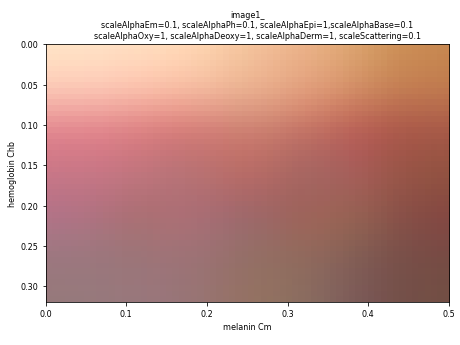 image1_
scaleAlphaEm=0.1, scaleAlphaPh=0.1, scaleAlphaEpi=1,scaleAlphaBase=0.1
scaleAlphaOxy=1, scaleAlphaDeoxy=1, scaleAlphaDerm=1, scaleScattering=0.1
0.00
0.05
0.10
0.15
0.20
0.25
0.30
hemoglobin Chb
0.0 0.1 0.2 0.3 0.4 0.5
melanin Cm